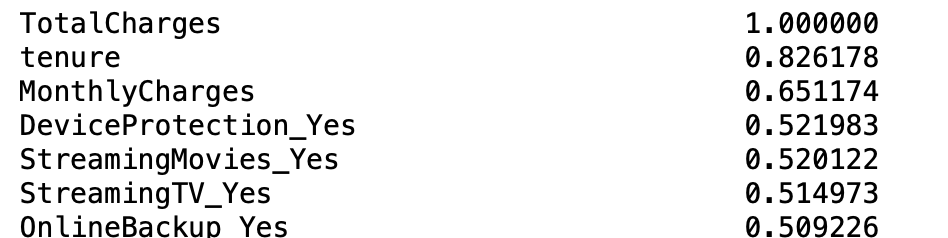 TotalCharges 1.000000
tenure 0.826178
MonthlyCharges 0.651174
DeviceProtection_Yes 0.521983
StreamingMovies_Yes 0.520122
StreamingTV_Yes 0.514973
OnlineBackup_Yes 0.509226